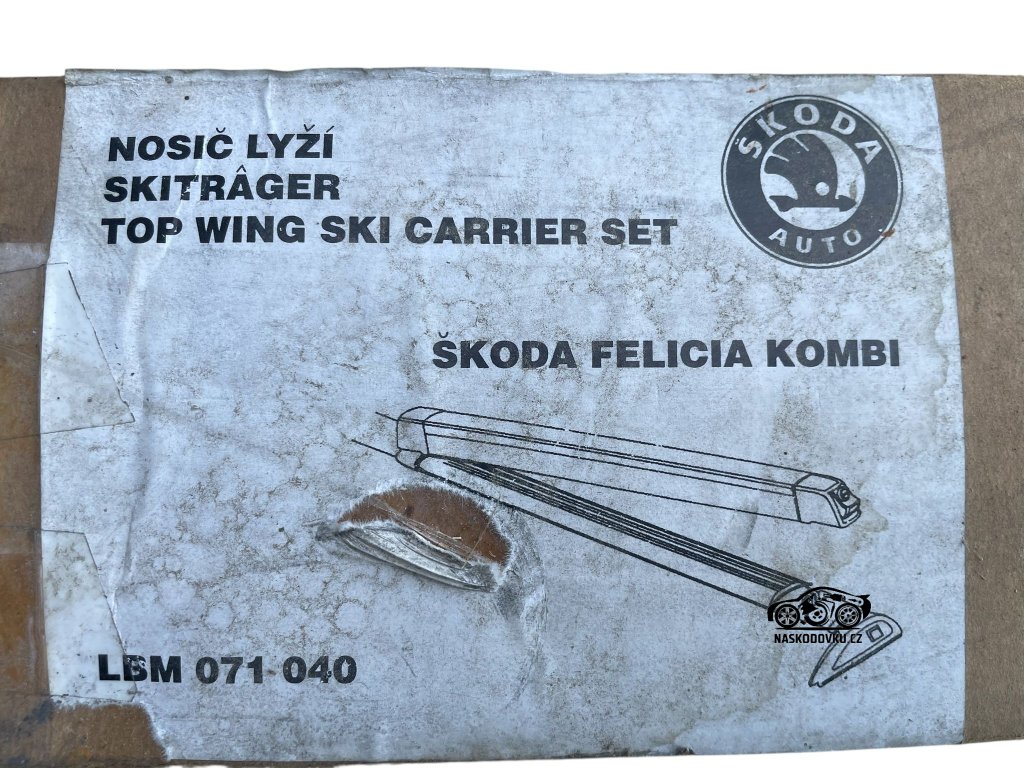 NOSIČ LYŽÍ
SKITRÂGER
TOP WING SKI CARRIER SET
ŠKODA
AUTO
ŠKODA FELICIA KOMBI
NASKODOVKU.CZ
LBM 071 040